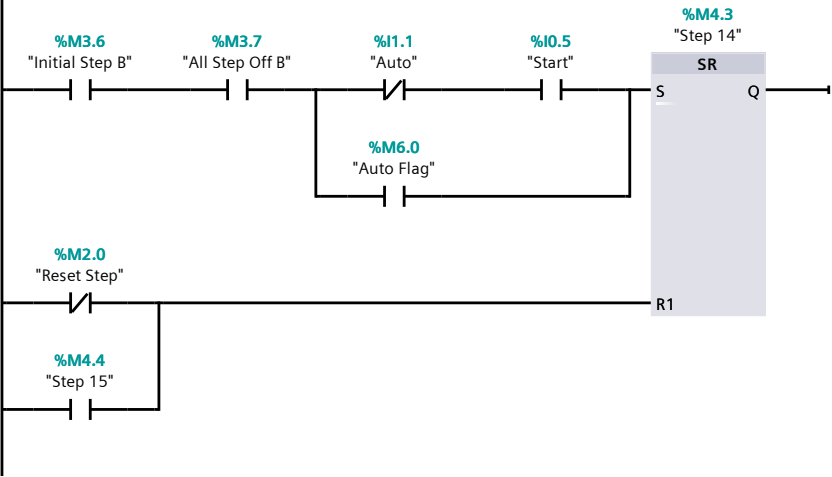 %M4.3
"Step 14"
%M3.6
"Initial Step B"
%M3.7
"All Step Off B"
%I1.1
"Auto"
%I0.5
"Start"
SR
S
Q
%M6.0
"Auto Flag"
%M2.0
"Reset Step"
R1
%M4.4
"Step 15"